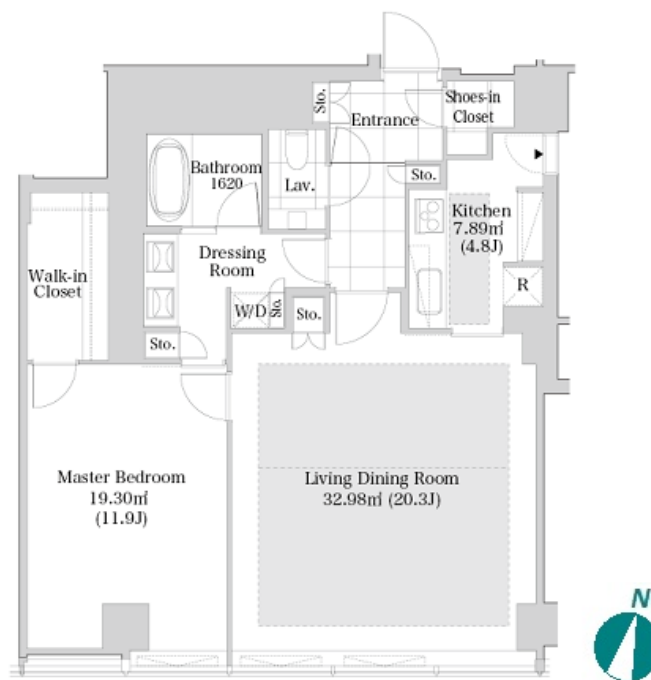 Sto.
Entrance
Shoes-in
Closet
Bathroom
1620
Lav.
Sto.
Kitchen
7.89㎡
(4.8J)
Dressing
Room
Walk-in
Closet
R
W/D
Sto.
Sto.
Sto.
Master Bedroom
19.30㎡
(11.9J)
Living Dining Room
32.98㎡ (20.3J)
N